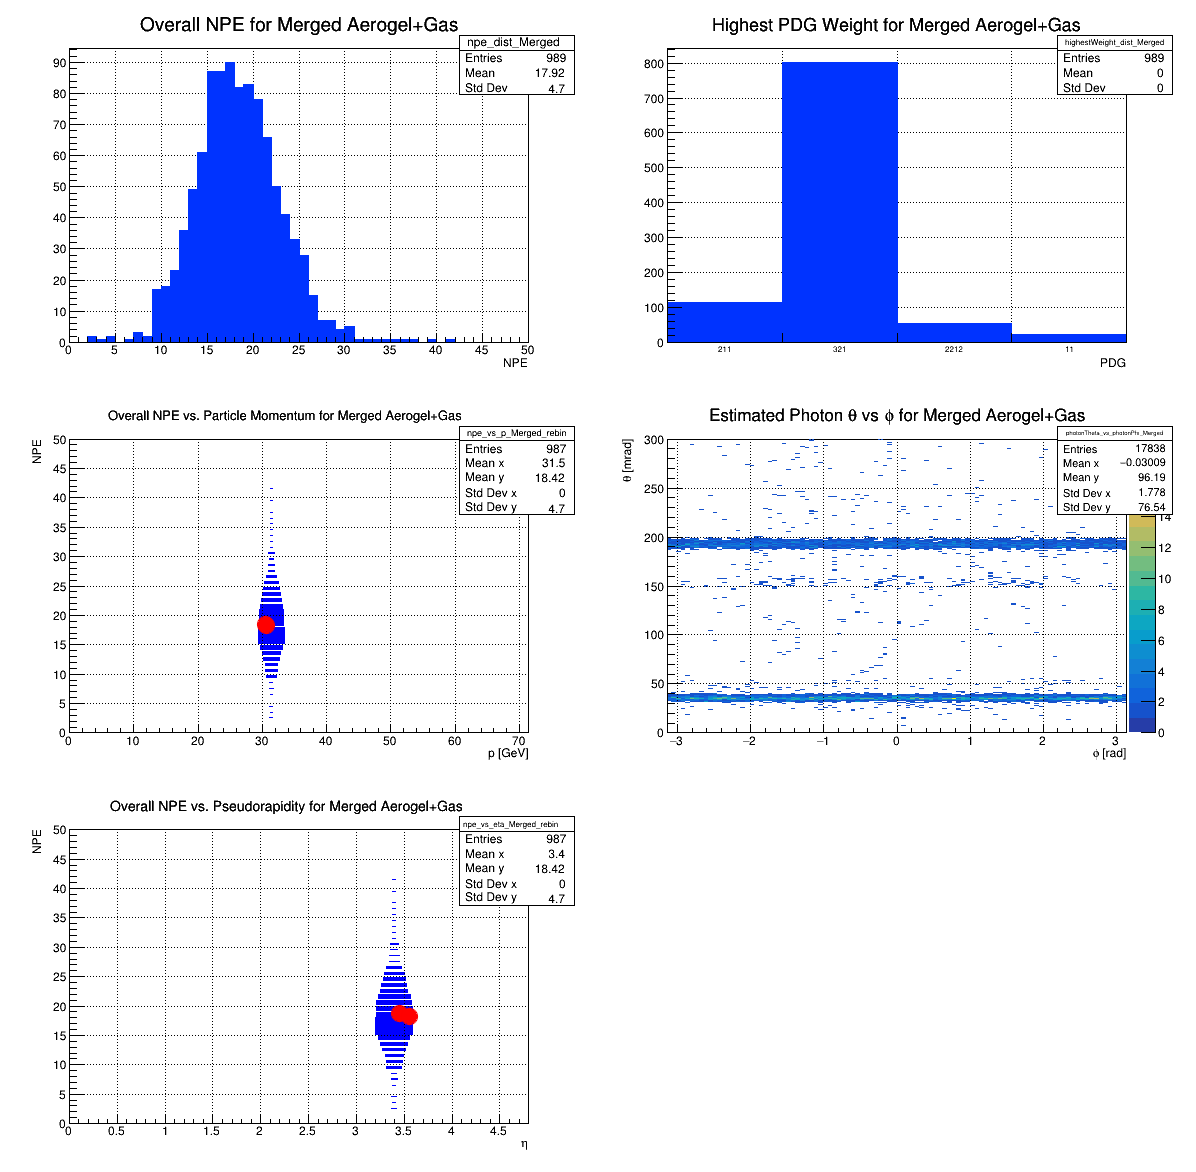 Overall NPE for Merged Aerogel+Gas
npe_dist_Merged
Entries 989
Mean 17.92
Std Dev 4.7
90
80
70
60
50
40
30
20
10
0
0 5 10 15 20 25 30 35 40 45 50
NPE
Highest PDG Weight for Merged Aerogel+Gas
highestWeight_dist_Merged
Entries 989
Mean 0
Std Dev 0
800
700
600
500
400
300
200
100
0
211 321 2212 11
PDG
Overall NPE vs. Particle Momentum for Merged Aerogel+Gas
npe_vs_p_Merged_rebin
Entries 987
Mean x 31.5
Mean y 18.42
Std Dev x 0
Std Dev y 4.7
NPE
50
45
40
35
30
25
20
15
10
5
0
0 10 20 30 40 50 60 70
p [GeV]
Estimated Photon θ vs ϕ for Merged Aerogel+Gas
photonTheta_vs_photonPhi_Merged
Entries 17838
Mean x −0.03009
Mean y 96.19
Std Dev x 1.778
Std Dev y 76.54
θ [mrad]
300
250
200
150
100
50
0
−3 −2 −1 0 1 2 3
ϕ [rad]
14
12
10
8
6
4
2
0
Overall NPE vs. Pseudorapidity for Merged Aerogel+Gas
npe_vs_eta_Merged_rebin
Entries 987
Mean x 3.4
Mean y 18.42
Std Dev x 0
Std Dev y 4.7
NPE
50
45
40
35
30
25
20
15
10
5
0
0 0.5 1 1.5 2 2.5 3 3.5 4 4.5
η